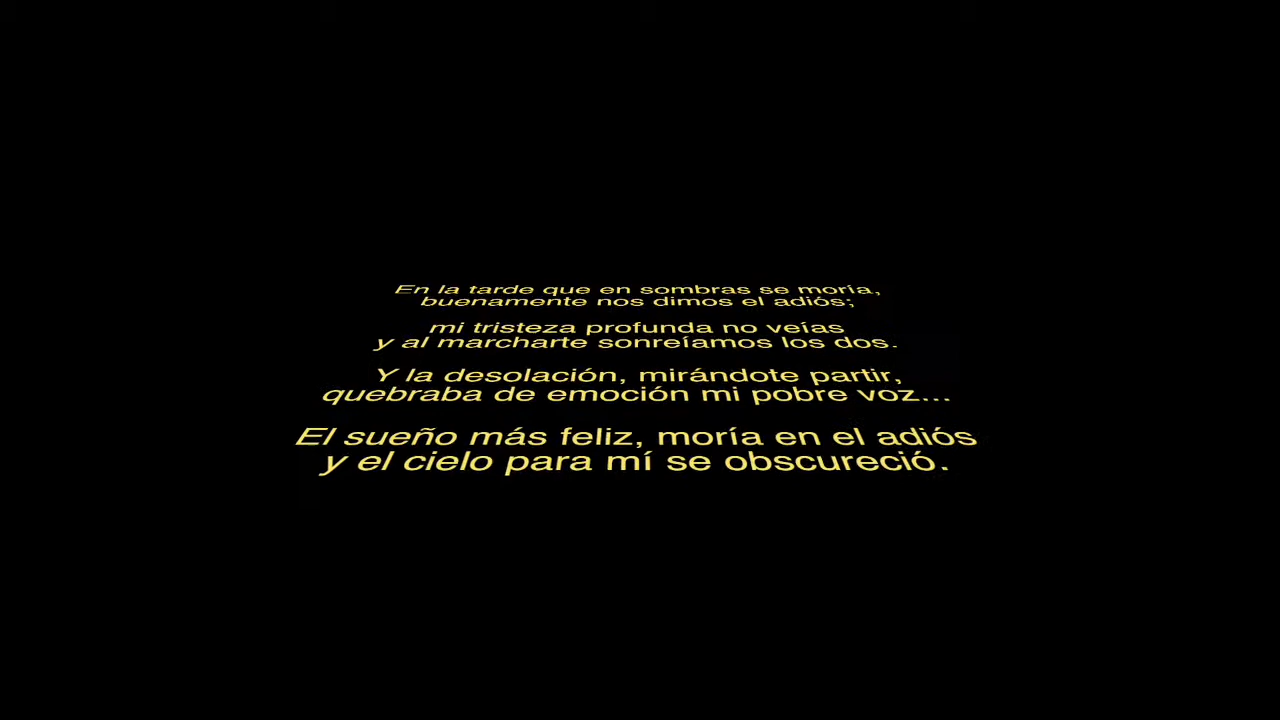 En la tarde que en sombras se moría,
buenamente nos dimos el adiós;
mi tristeza profunda no veías
y al marcharte sonreíamos los dos.
Y la desolación, mirándote partir,
quebraba de emoción mi pobre voz...
El sueño más feliz, moría en el adiós
y el cielo para mí se obscureció.